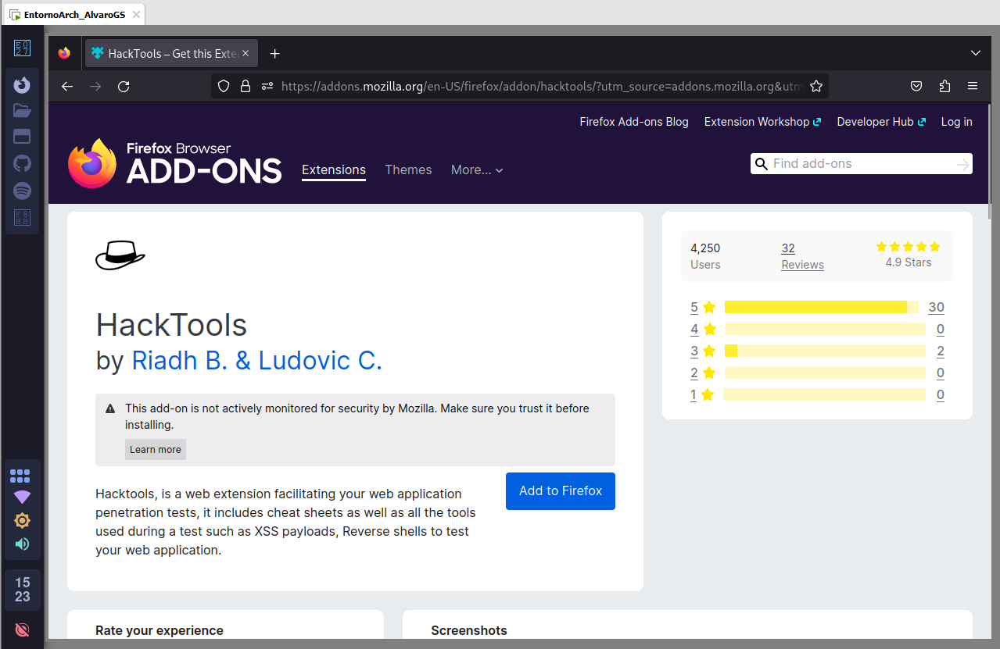 EntornoArch_AlvaroGS
HackTools – Get this Exte
https://addons.mozilla.org/en-US/firefox/addon/hacktools/?utm_source=addons.mozilla.org&utm
Firefox Add-ons Blog
Extension Workshop
Developer Hub
Log in
Firefox Browser
ADD-ONS
Extensions
Themes
More...
Find add-ons
HackTools
by Riadh B. & Ludovic C.
This add-on is not actively monitored for security by Mozilla. Make sure you trust it before
installing.
Learn more
Hacktools, is a web extension facilitating your web application
penetration tests, it includes cheat sheets as well as all the tools
used during a test such as XSS payloads, Reverse shells to test
your web application.
Add to Firefox
4,250
Users
32
Reviews
4.9 Stars
5 30
4 0
3 2
2 0
1 0
Rate your experience
Screenshots
15
23